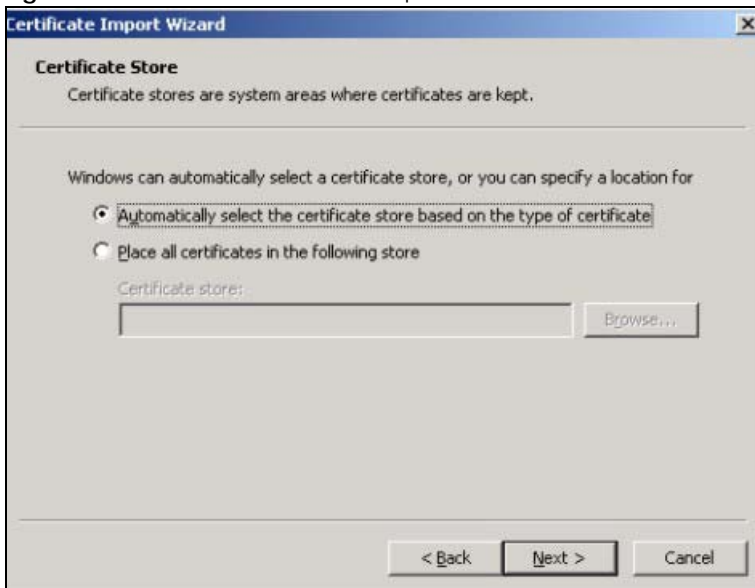 Certificate Import Wizard
Certificate Store
Certificate stores are system areas where certificates are kept.
Windows can automatically select a certificate store, or you can specify a location for
Automatically select the certificate store based on the type of certificate
Place all certificates in the following store
Certificate store:
Browse...
< Back
Next >
Cancel